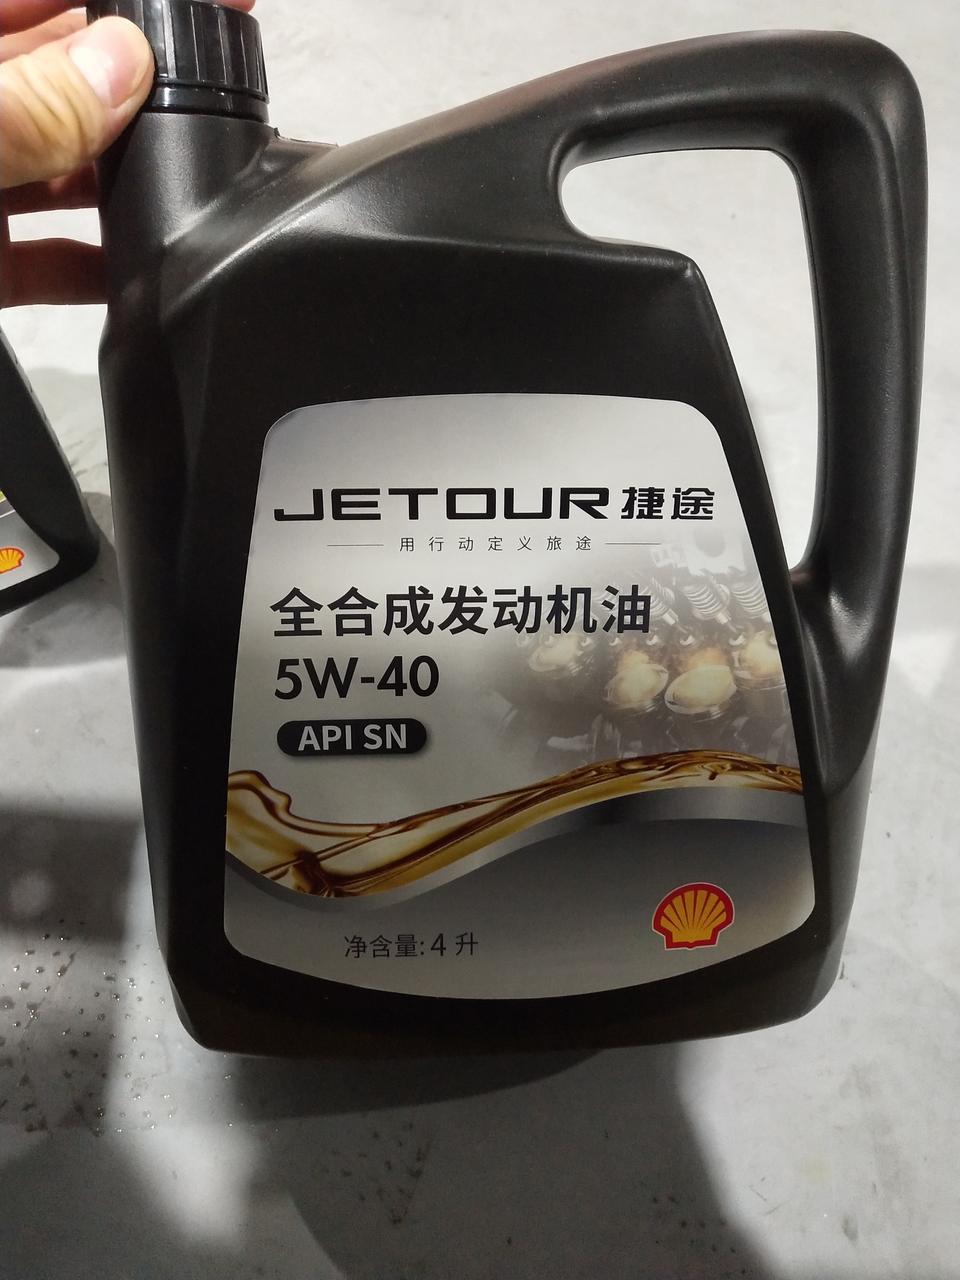 JETOUR 捷途
用行动定义旅途
全合成发动机油
5W-40
API SN
净含量:4升